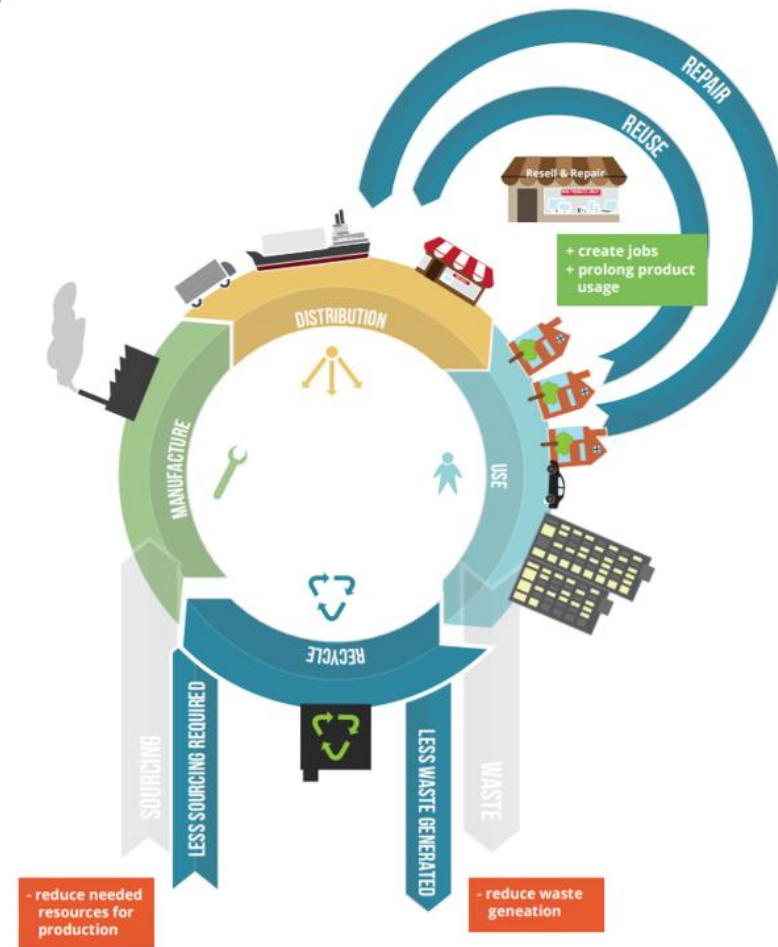 REPAIR
REUSE
Resell & Repair
+ create jobs
+ prolong product
usage
DISTRIBUTION
MANUFACTURE
USE
RECYCLE
SOURCING
LESS SOURCING REQUIRED
LESS WASTE GENERATED
WASTE
- reduce needed
resources for
production
- reduce waste
geneation